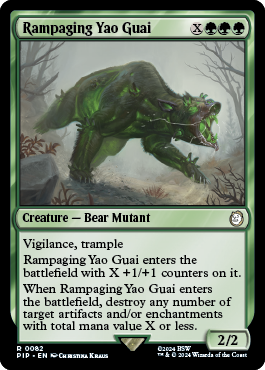 Rampaging Yao Guai X
Creature — Bear Mutant
Vigilance, trample
Rampaging Yao Guai enters the
battlefield with X +1/+1 counters on it.
When Rampaging Yao Guai enters
the battlefield, destroy any number of
target artifacts and/or enchantments
with total mana value X or less.
2/2
R 0082
PIP • EN Christina Kraus
©2024 BSW
™ & © 2024 Wizards of the Coast